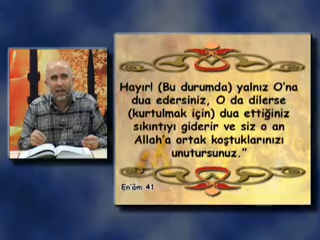 Hayır! (Bu durumda) yalnız O'na
dua edersiniz, O da dilerse
(kurtulmak için) dua ettiğiniz
sıkıntıyı giderir ve siz o an
Allah'a ortak koştuklarınızı
unutursunuz."
En'âm 41